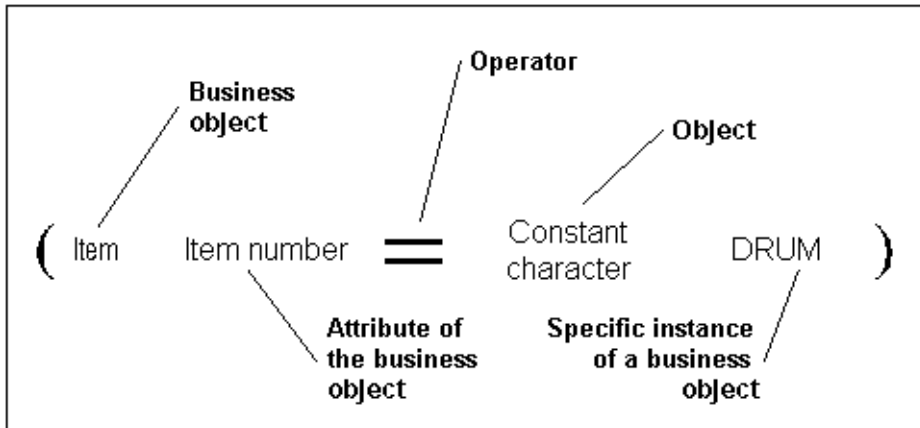 Operator
Business
object
Object
( Item Item number = Constant
character DRUM )
Attribute of
the business
object
Specific instance
of a business
object